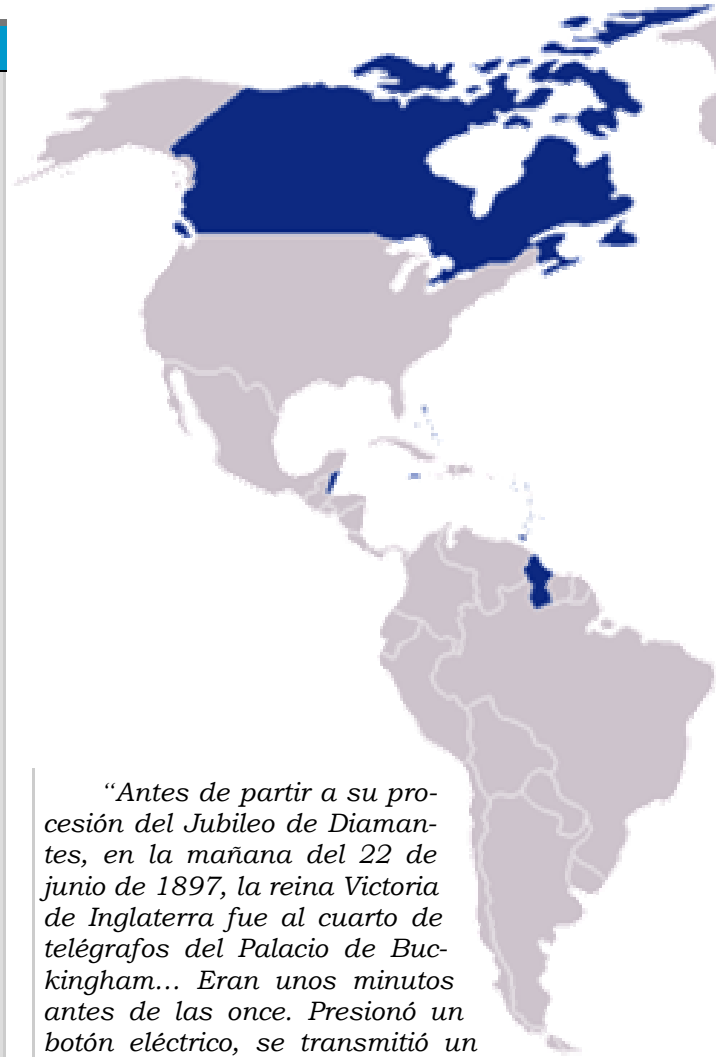 “Antes de partir a su pro-
cesión del Jubileo de Diaman-
tes, en la mañana del 22 de
junio de 1897, la reina Victoria
de Inglaterra fue al cuarto de
telégrafos del Palacio de Buc-
kingham… Eran unos minutos
antes de las once. Presionó un
botón eléctrico, se transmitió un